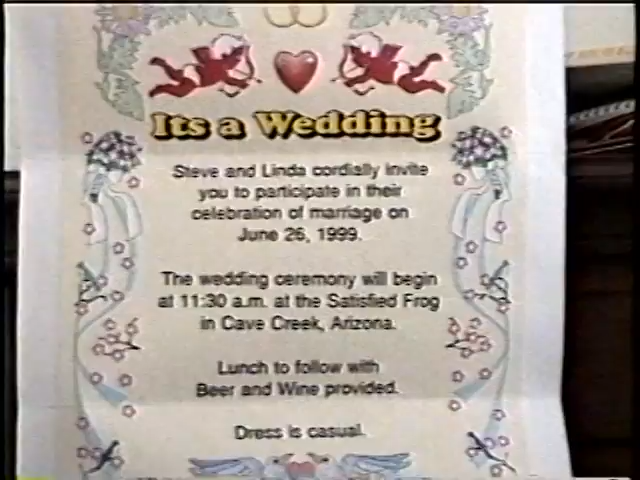 Its a Wedding
Steve and Linda cordially invite
you to participate in their
celebration of marriage on
June 26, 1999.
The wedding ceremony will begin
at 11:30 a.m. at the Satisfied Frog
in Cave Creek, Arizona.
Lunch to follow with
Beer and Wine provided.
Dress is casual.